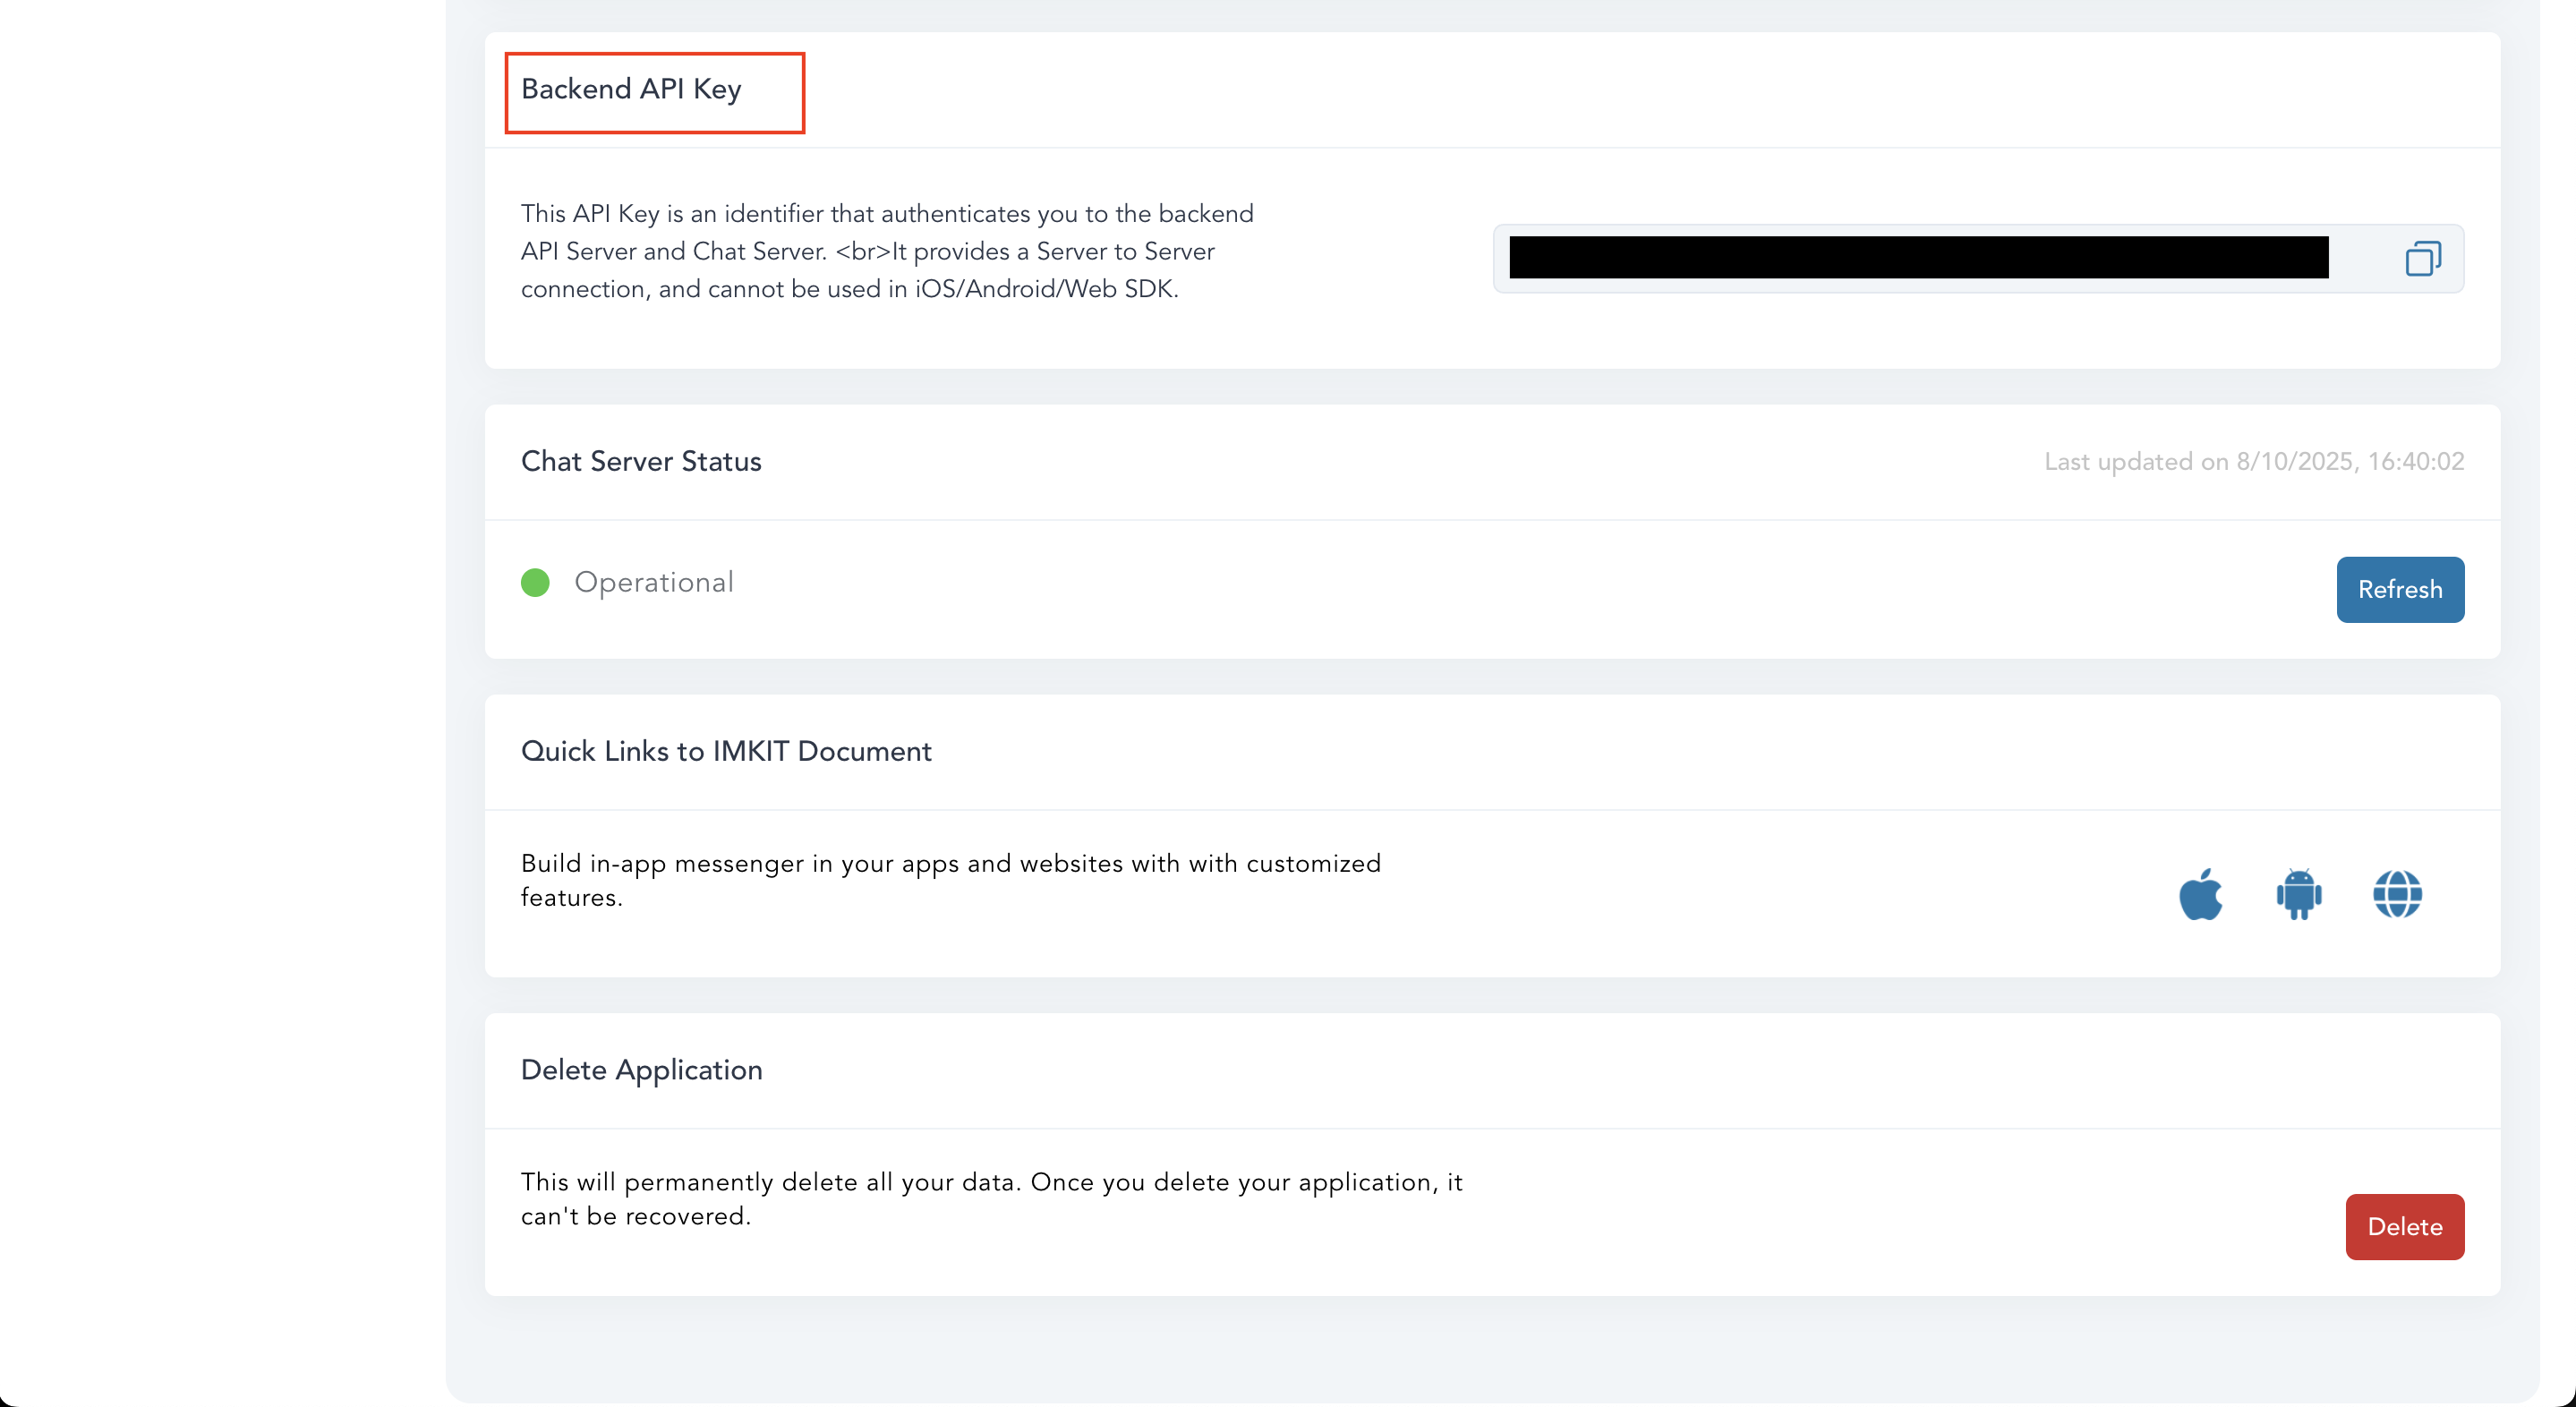 Backend API Key
This API Key is an identifier that authenticates you to the backend
API Server and Chat Server. <br>It provides a Server to Server
connection, and cannot be used in iOS/Android/Web SDK.
Chat Server Status
Last updated on 8/10/2025, 16:40:02
Operational
Refresh
Quick Links to IMKIT Document
Build in-app messenger in your apps and websites with with customized
features.
Delete Application
This will permanently delete all your data. Once you delete your application, it
can't be recovered.
Delete